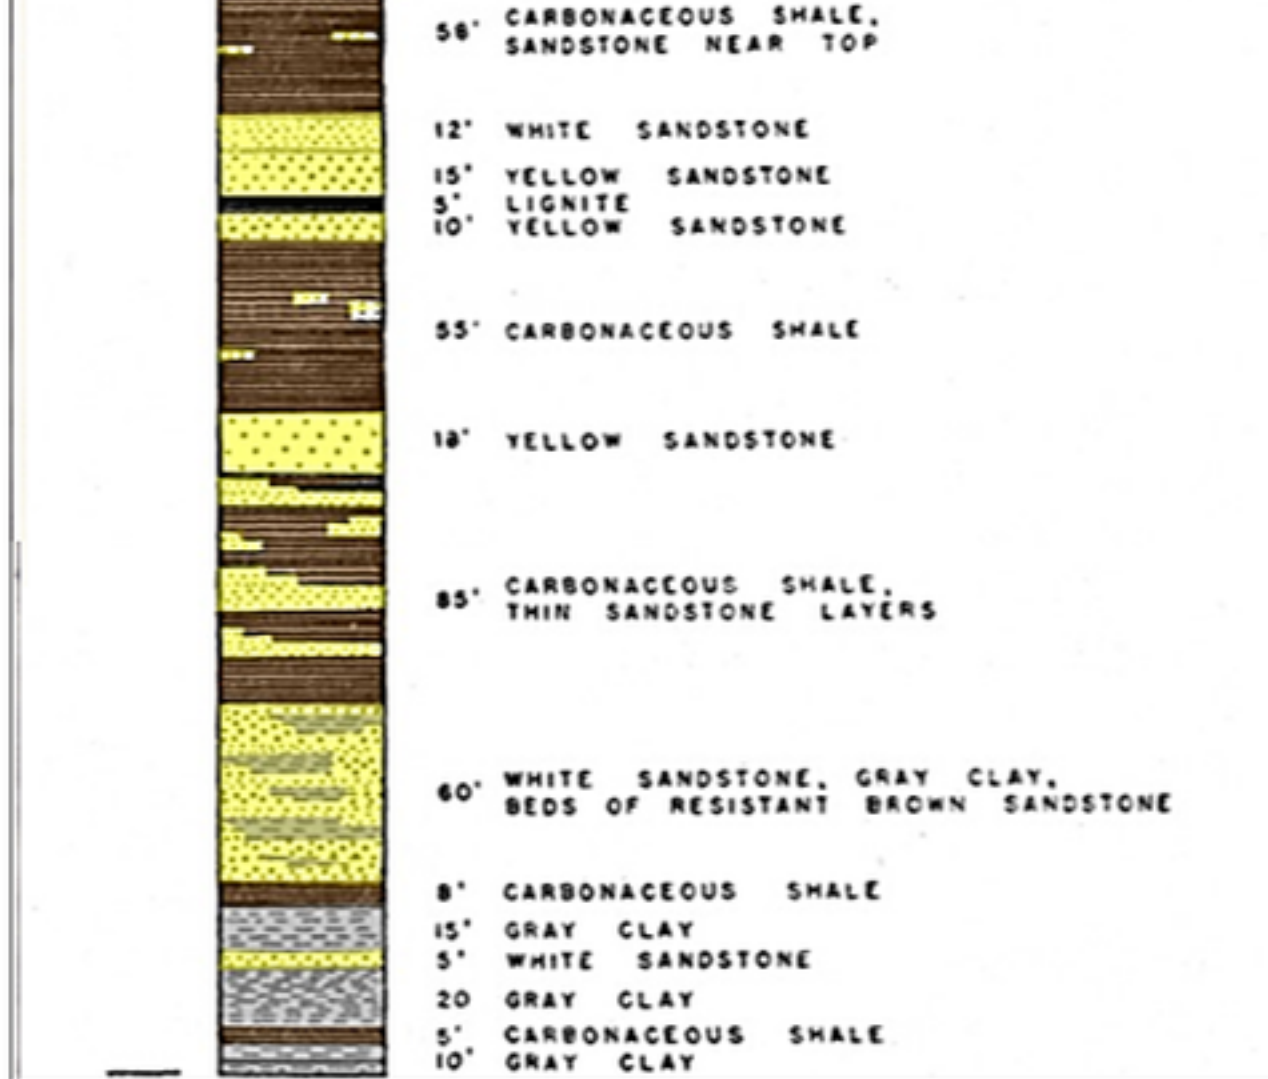 58' CARBONACEOUS SHALE,
SANDSTONE NEAR TOP
12' WHITE SANDSTONE
15' YELLOW SANDSTONE
5' LIGNITE
10' YELLOW SANDSTONE
55' CARBONACEOUS SHALE
18' YELLOW SANDSTONE
85' CARBONACEOUS SHALE,
THIN SANDSTONE LAYERS
60' WHITE SANDSTONE, GRAY CLAY,
BEDS OF RESISTANT BROWN SANDSTONE
8' CARBONACEOUS SHALE
15' GRAY CLAY
5' WHITE SANDSTONE
20 GRAY CLAY
5' CARBONACEOUS SHALE
10' GRAY CLAY